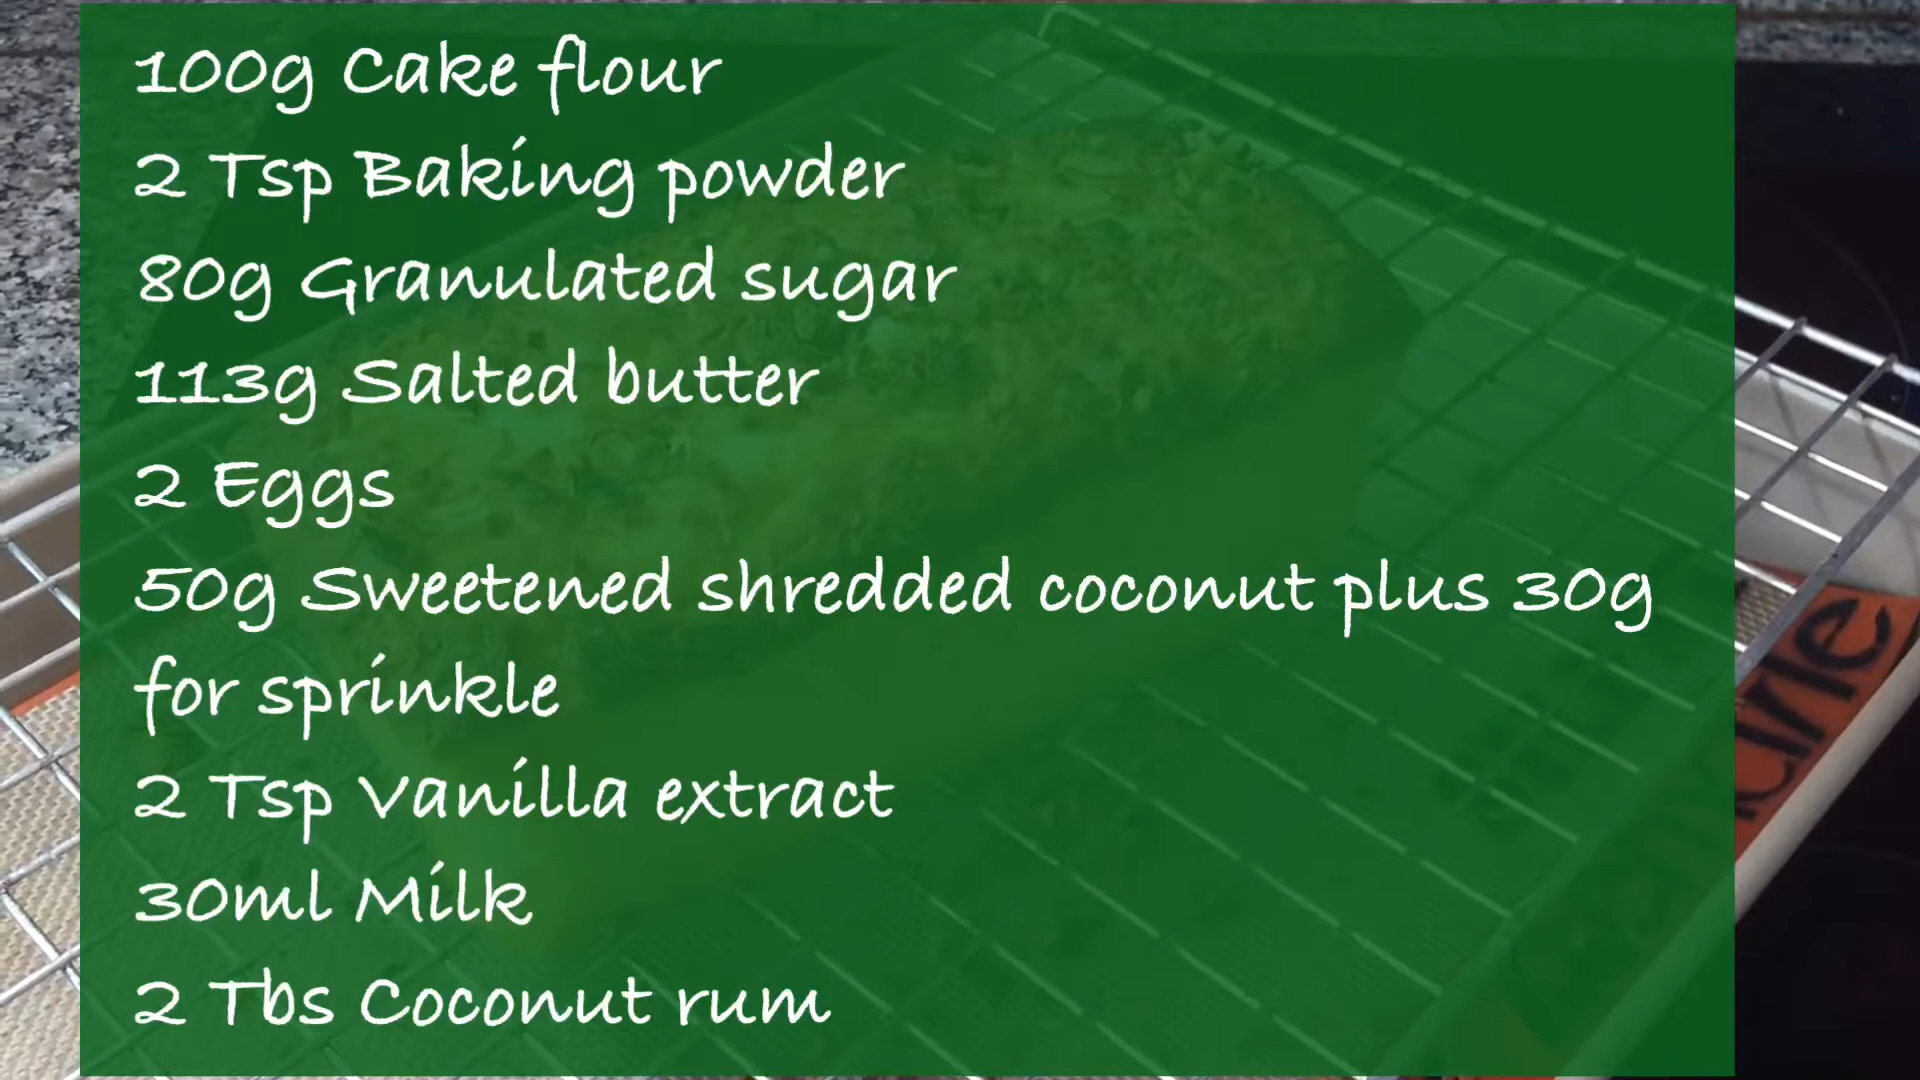 100g Cake flour
2 Tsp Baking powder
80g Granulated sugar
113g Salted butter
2 Eggs
50g Sweetened shredded coconut plus 30g
for sprinkle
2 Tsp Vanilla extract
30ml Milk
2 Tbs Coconut rum